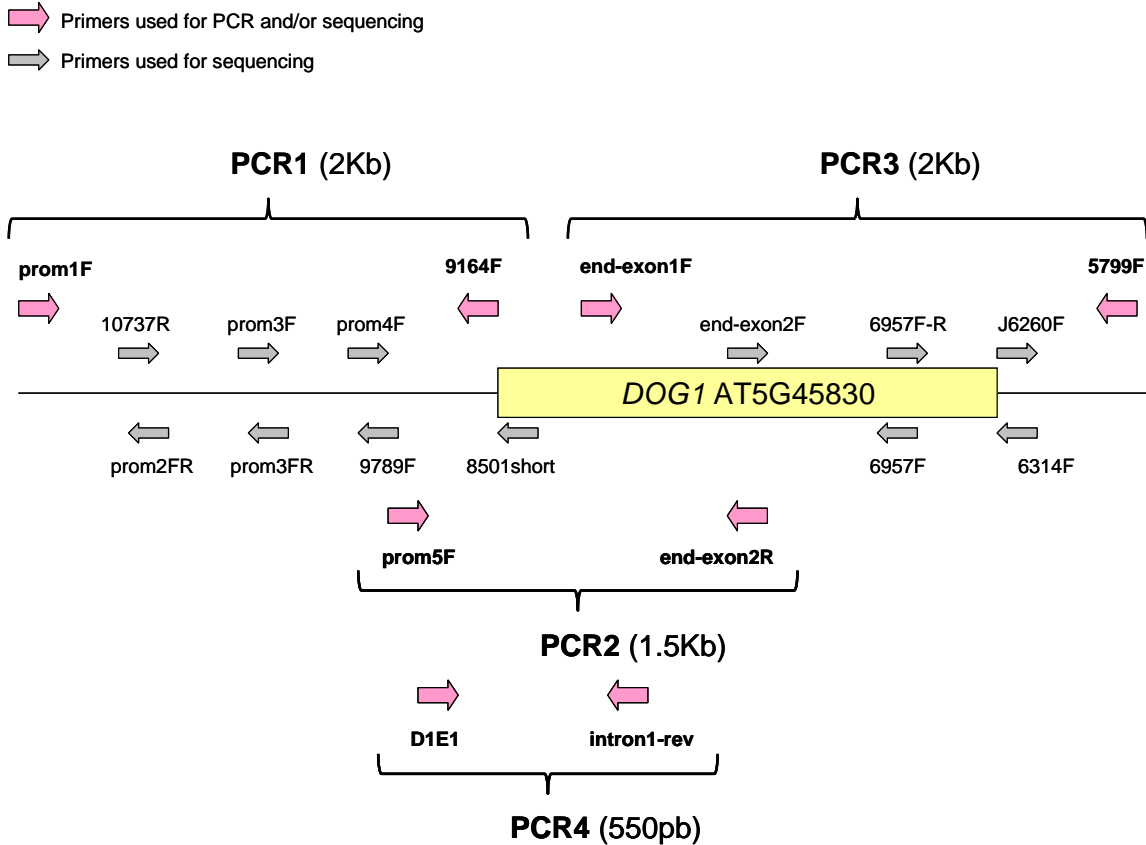 Primers used for PCR and/or sequencing
Primers used for sequencing
PCR1 (2Kb) PCR3 (2Kb)
prom1F 9164F end-exon1F 5799F
10737R prom3F prom4F end-exon2F 6957F-R J6260F
DOG1 AT5G45830
prom2FR prom3FR 9789F 8501short 6957F 6314F
prom5F end-exon2R
PCR2 (1.5Kb)
D1E1 intron1-rev
PCR4 (550pb)